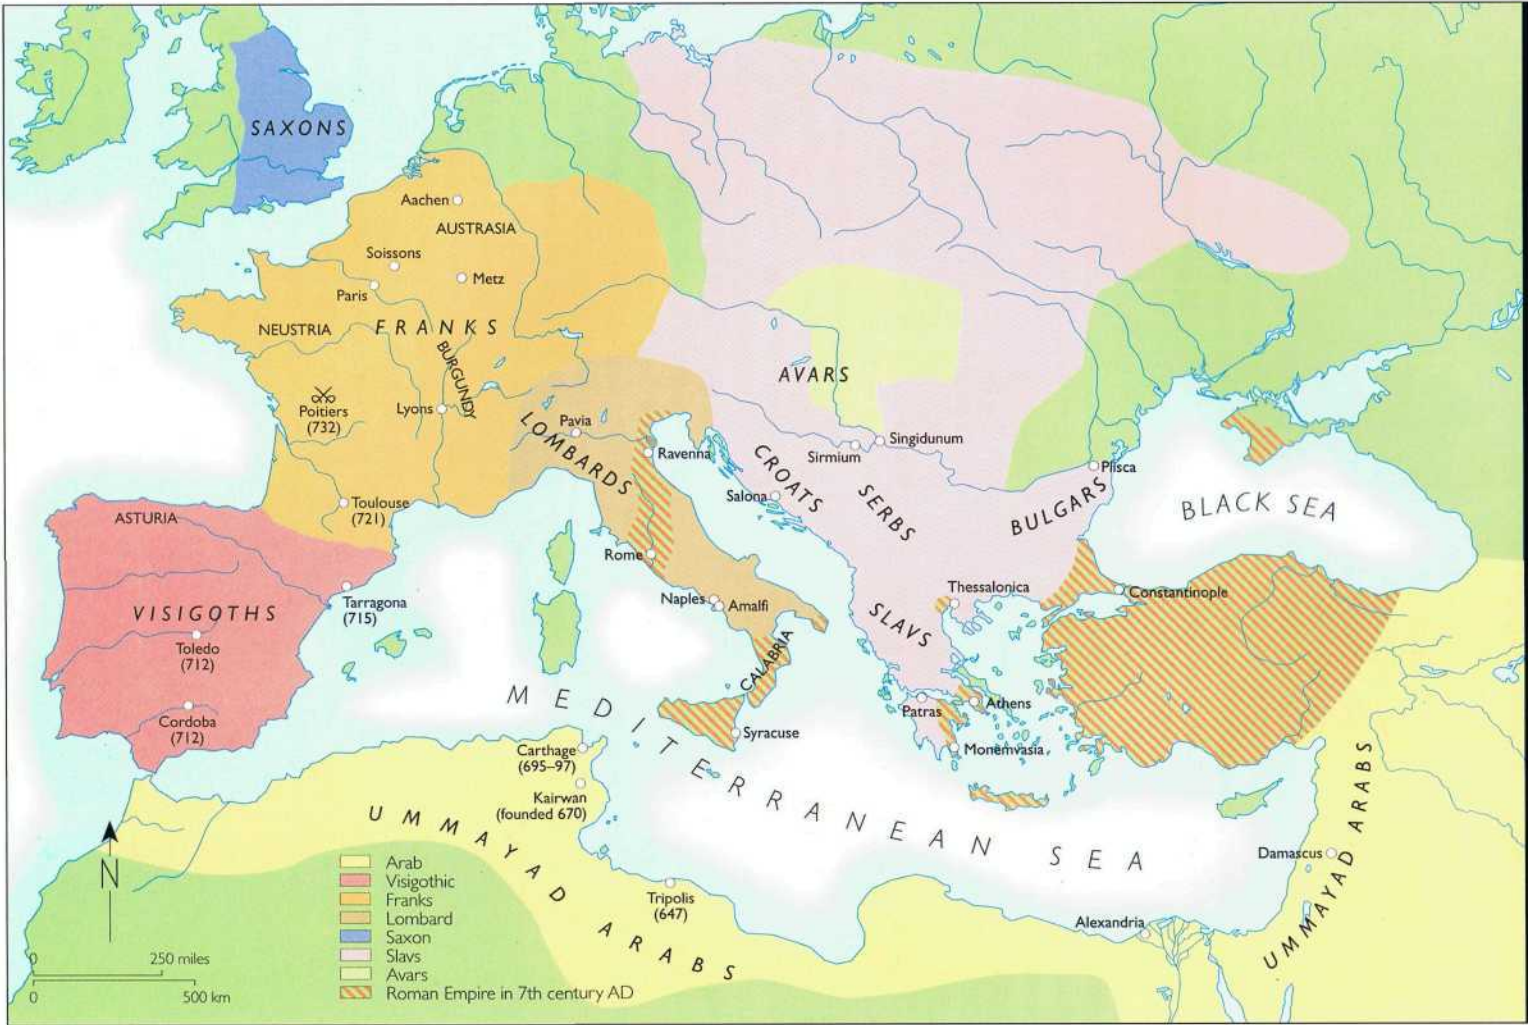 SAXONS
Aachen
AUSTRASIA
Soissons
Metz
Paris
NEUSTRIA
FRANKS
BURGUNDY
AVARS
Poitiers
(732)
Lyons
Pavia
LOMBARDS
Ravenna
Singidunum
Sirmium
CROATS
SERBS
Salona
Plisca
BULGARS
BLACK SEA
Toulouse
(721)
ASTURIA
Rome
Thessalonica
Constantinople
VISIGOTHS
Tarragona
(715)
Naples
Amalfi
SLAVS
Toledo
(712)
CALABRIA
MEDITERRANEAN SEA
Patras
Athens
Cordoba
(712)
Syracuse
Carthage
(695–97)
Monemvasia
Kairwan
(founded 670)
UMMAYAD ARABS
UMMAYAD ARABS
Damascus
Tripolis
(647)
Alexandria
N
0 250 miles
0 500 km
Arab
Visigothic
Franks
Lombard
Saxon
Slavs
Avars
Roman Empire in 7th century AD